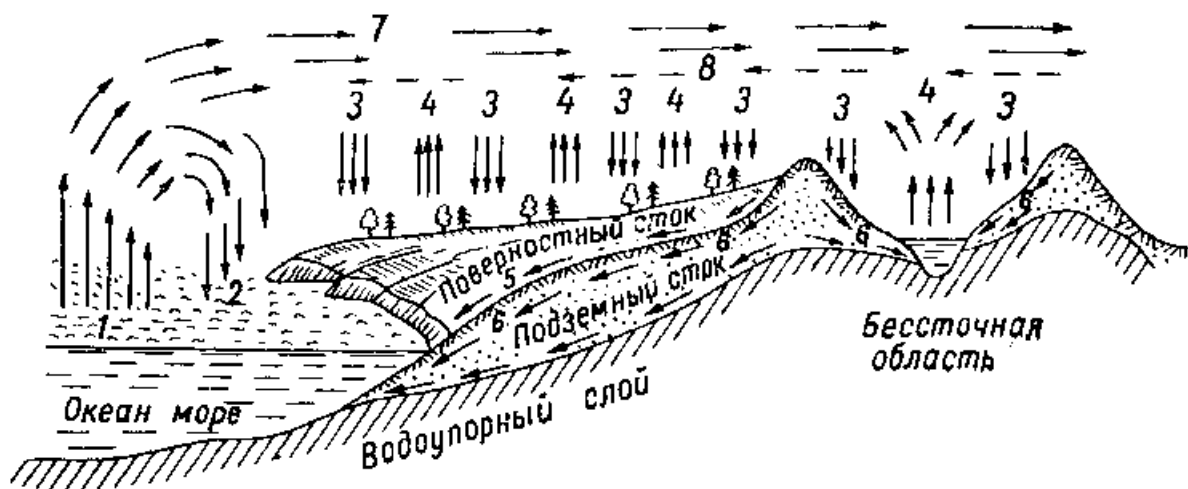 7
8
3 4 3 4 3 4 3 3 4 3
Поверхностный сток
2
5
6
6
6
6
1
Подземный сток
Бессточная
область
Океан море
Водоупорный слой